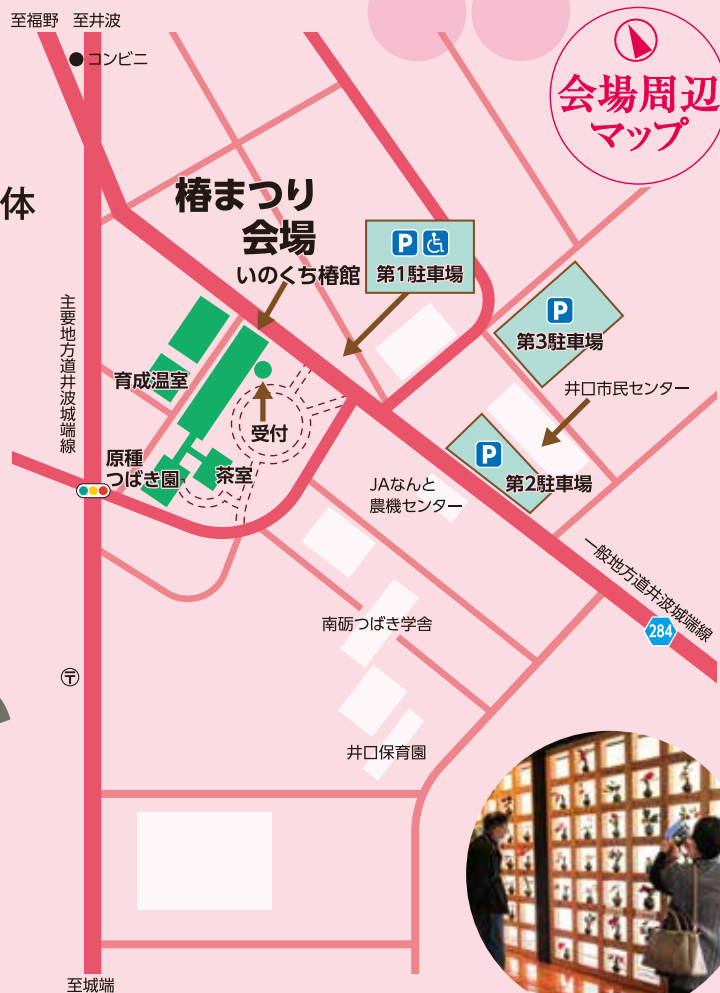 至福野
至井波
コンビニ
会場周辺
マップ
体
椿まつり
会場
いのくち椿館
P
第1駐車場
P
第3駐車場
主要地方道井波城端線
育成温室
受付
井口市民センター
原種
つばき園
茶室
P
第2駐車場
JAなんと
農機センター
一般地方道井波城端線
284
南砺つばき学舎
〒
井口保育園
至城端